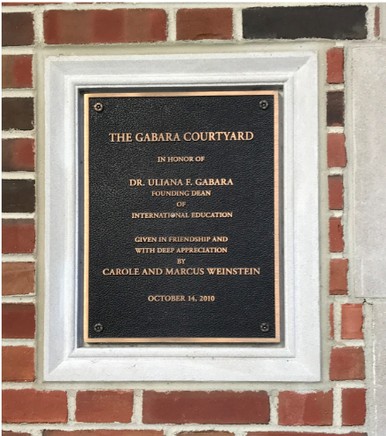 THE GABARA COURTYARD
IN HONOR OF
DR. ULIANA F. GABARA
FOUNDING DEAN
OF
INTERNATIONAL EDUCATION
GIVEN IN FRIENDSHIP AND
WITH DEEP APPRECIATION
BY
CAROLE AND MARCUS WEINSTEIN
OCTOBER 14, 2010